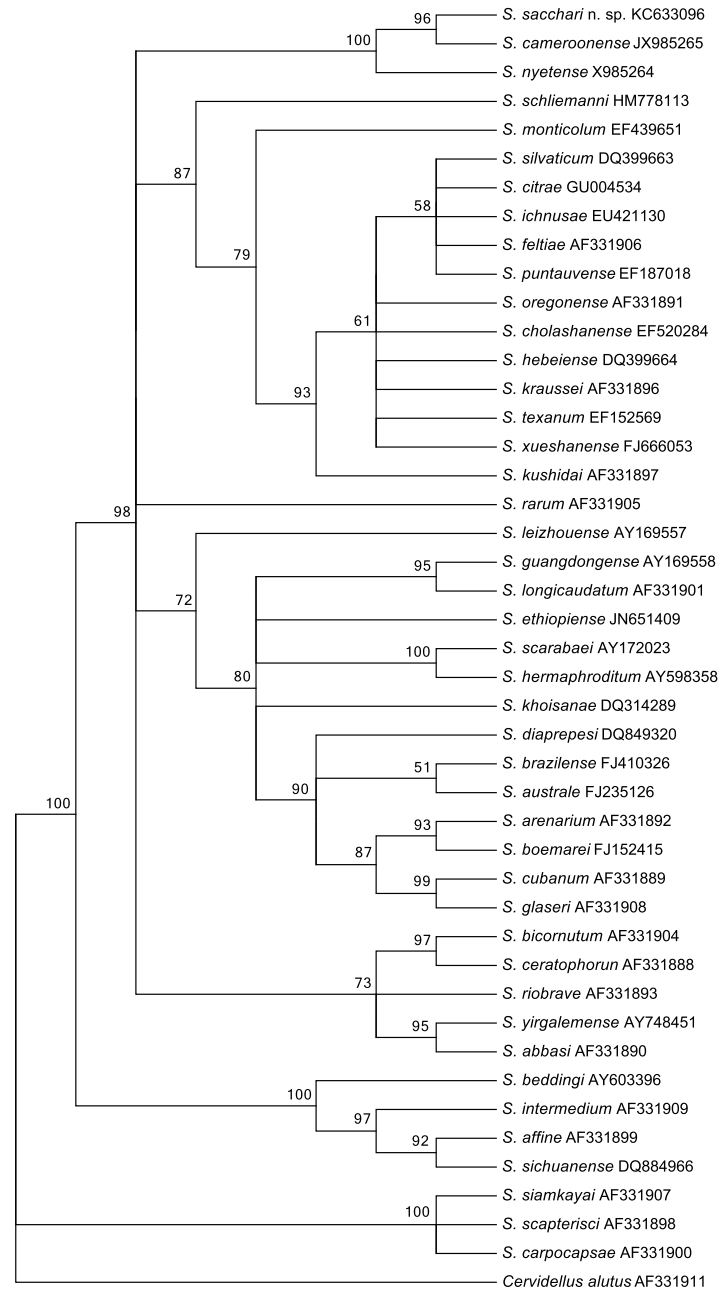 96
S. sacchari n. sp. KC633096
100
S. cameroonense JX985265
S. nyetense X985264
S. schliemanni HM778113
S. monticolum EF439651
S. silvaticum DQ399663
87
S. citrae GU004534
58
S. ichnusae EU421130
S. feltiae AF331906
79
S. puntauvense EF187018
S. oregonense AF331891
61
S. cholashanense EF520284
S. hebeiense DQ399664
93
S. kraussei AF331896
S. texanum EF152569
S. xueshanense FJ666053
S. kushidai AF331897
S. rarum AF331905
98
S. leizhouense AY169557
95
S. guangdongense AY169558
S. longicaudatum AF331901
72
S. ethiopiense JN651409
100
S. scarabaei AY172023
80
S. hermaphroditum AY598358
S. khoisanae DQ314289
S. diaprepesi DQ849320
51
S. brazilense FJ410326
90
S. australe FJ235126
100
S. arenarium AF331892
93
S. boemarei FJ152415
87
S. cubanum AF331889
99
S. glaseri AF331908
S. bicornutum AF331904
97
S. ceratophorun AF331888
73
S. riobrave AF331893
S. yirgalemense AY748451
95
S. abbasi AF331890
S. beddingi AY603396
100
S. intermedium AF331909
97
S. affine AF331899
92
S. sichuanense DQ884966
S. siamkayai AF331907
100
S. scapterisci AF331898
S. carpocapsae AF331900
Cervidellus alutus AF331911